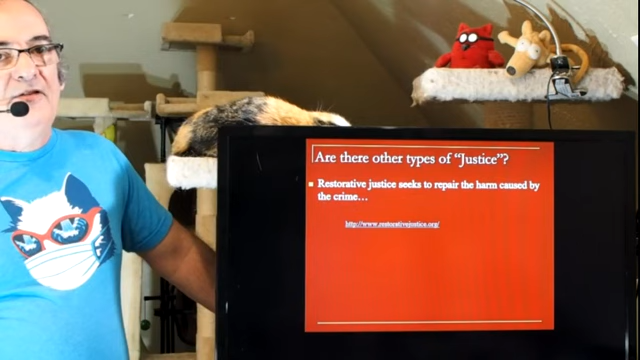 Are there other types of “Justice”?
Restorative justice seeks to repair the harm caused by
the crime…
http://www.restorativejustice.org/